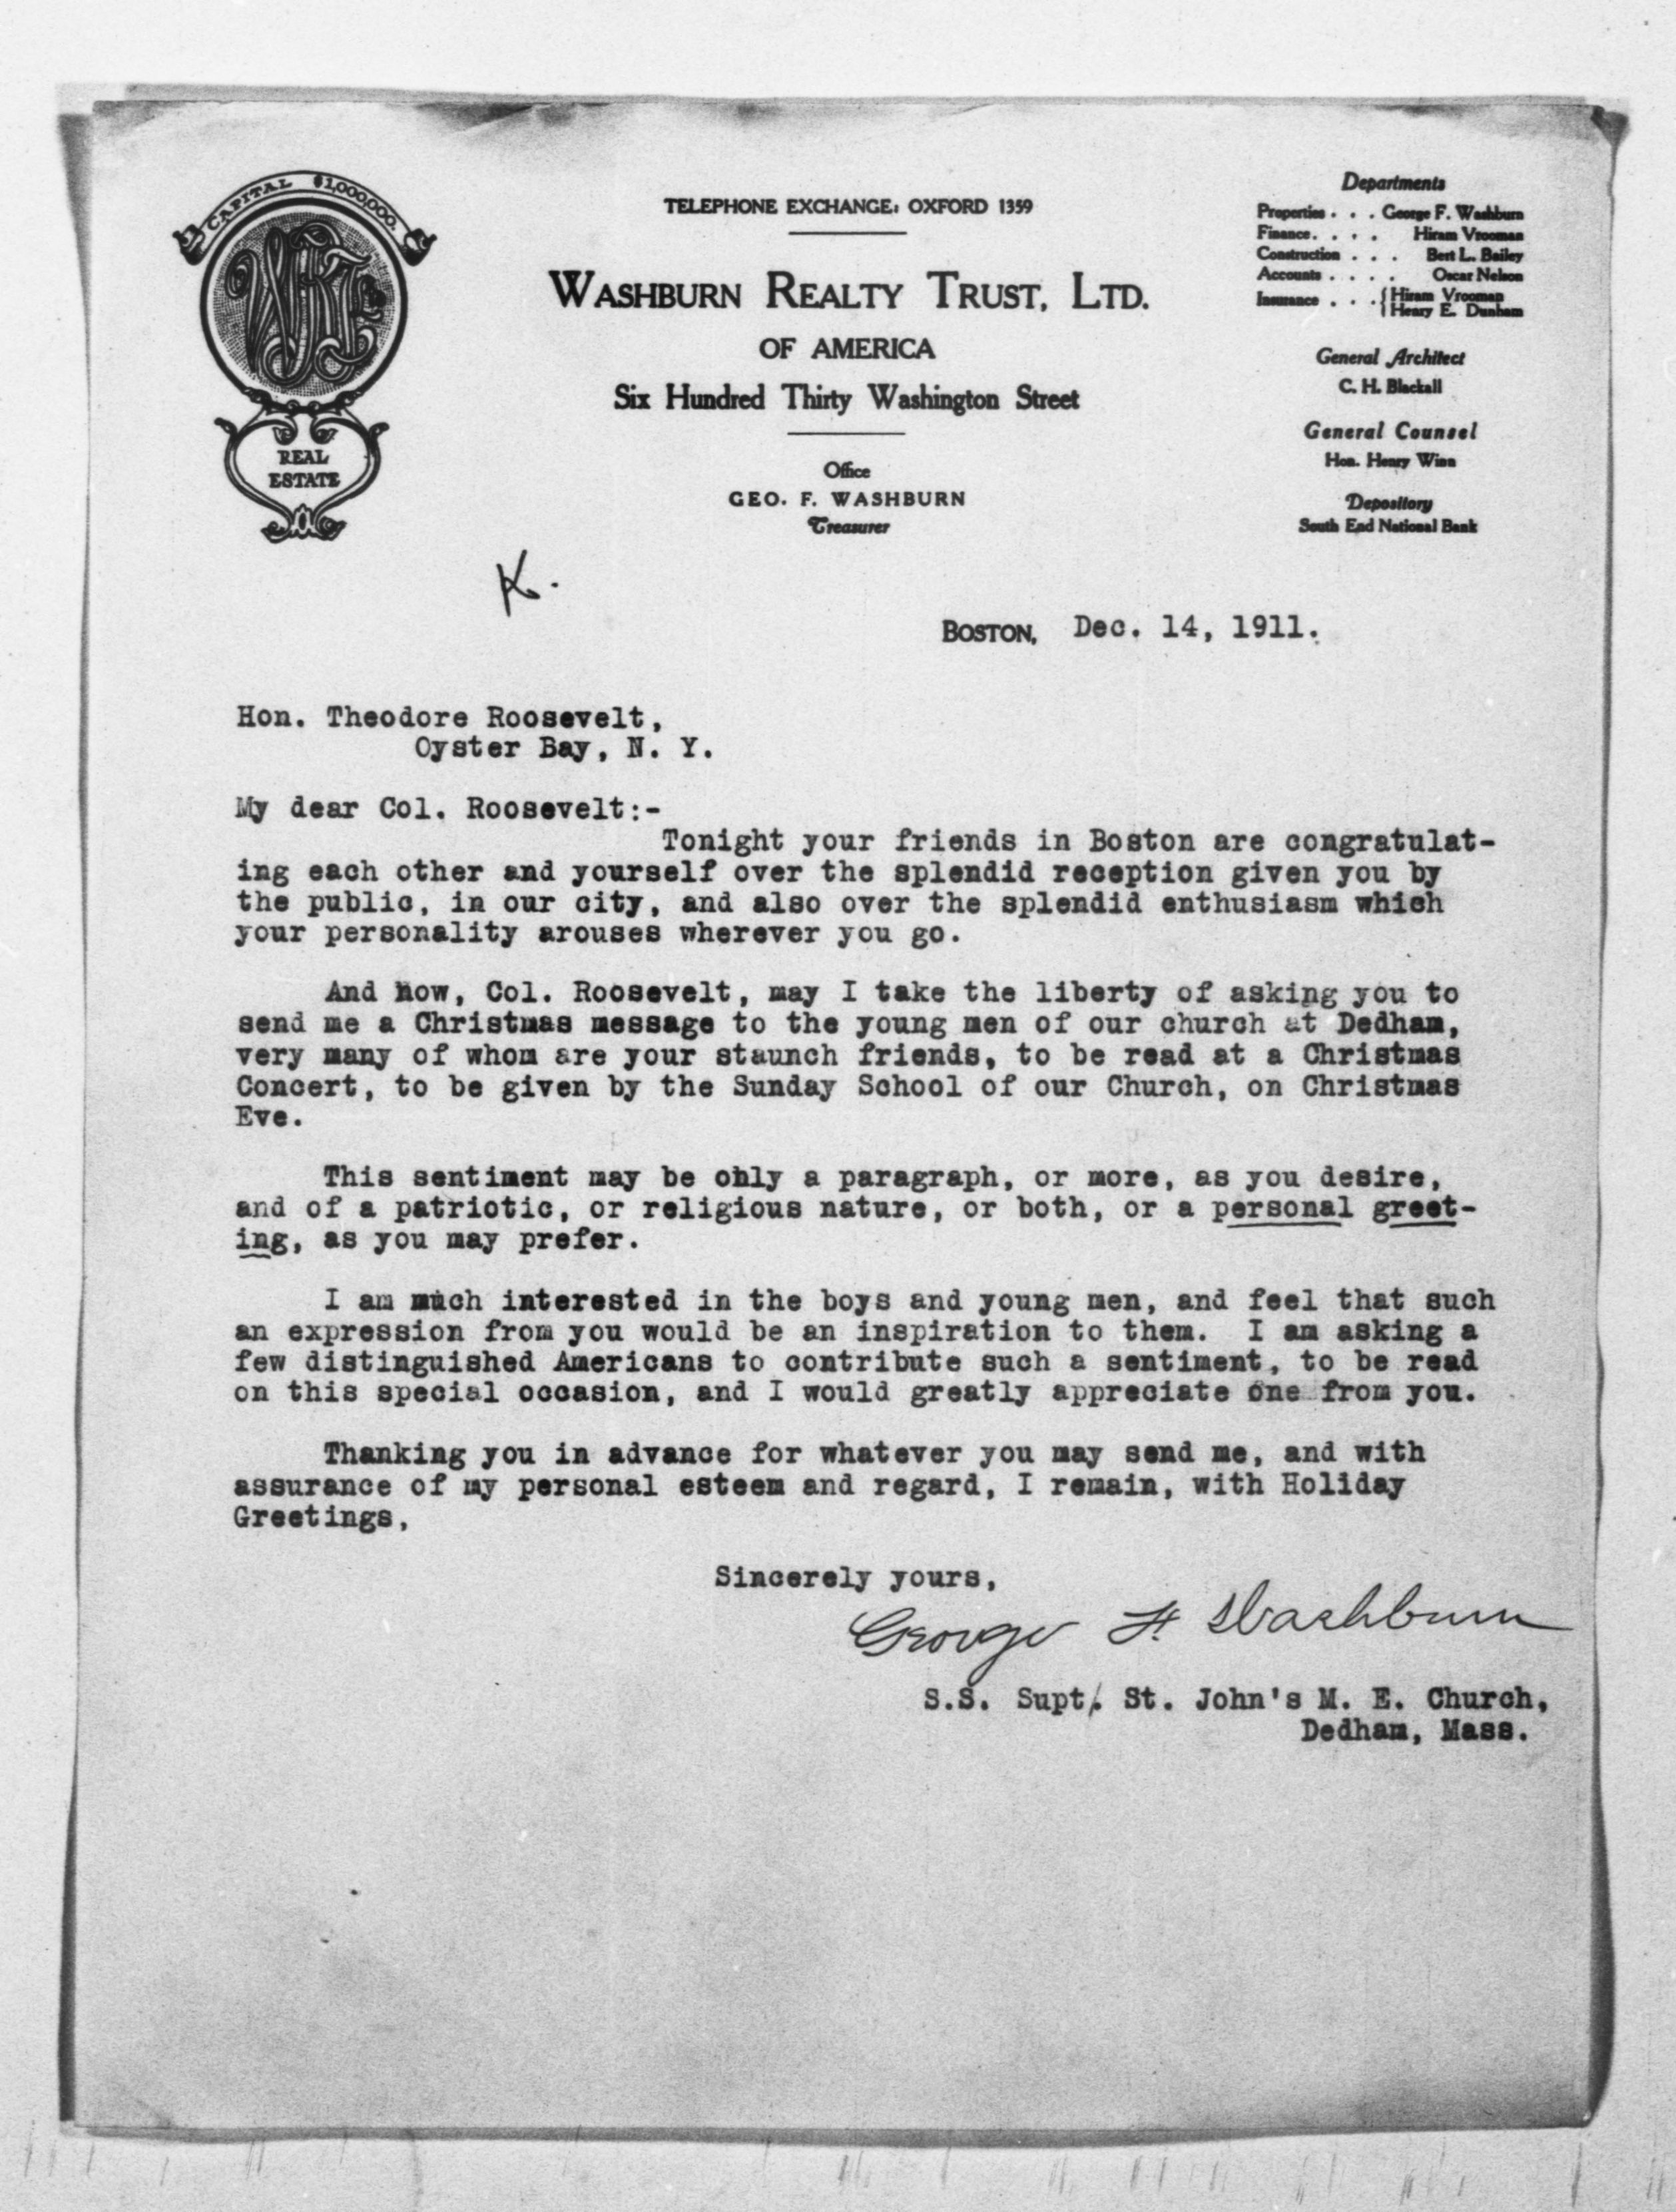 CAPITAL $1,000,000.
WRT
REAL
ESTATE
TELEPHONE EXCHANGE: OXFORD 1359
WASHBURN REALTY TRUST, LTD.
OF AMERICA
Six Hundred Thirty Washington Street
Office
GEO. F. WASHBURN
Treasurer
Departments
Properties . . . George F. Washburn
Finance. . . . Hiram Vrooman
Construction . . . Bert L. Bailey
Accounts . . . . Oscar Nelson
Insurance . . . { Hiram Vrooman
Henry E. Dunham
General Architect
C. H. Blackall
General Counsel
Hon. Henry Winn
Depository
South End National Bank
K.
BOSTON, Dec. 14, 1911.
Hon. Theodore Roosevelt,
Oyster Bay, N. Y.
My dear Col. Roosevelt:-
Tonight your friends in Boston are congratulat-
ing each other and yourself over the splendid reception given you by
the public, in our city, and also over the splendid enthusiasm which
your personality arouses wherever you go.
And now, Col. Roosevelt, may I take the liberty of asking you to
send me a Christmas message to the young men of our church at Dedham,
very many of whom are your staunch friends, to be read at a Christmas
Concert, to be given by the Sunday School of our Church, on Christmas
Eve.
This sentiment may be only a paragraph, or more, as you desire,
and of a patriotic, or religious nature, or both, or a personal greet-
ing, as you may prefer.
I am much interested in the boys and young men, and feel that such
an expression from you would be an inspiration to them. I am asking a
few distinguished Americans to contribute such a sentiment, to be read
on this special occasion, and I would greatly appreciate one from you.
Thanking you in advance for whatever you may send me, and with
assurance of my personal esteem and regard, I remain, with Holiday
Greetings,
Sincerely yours,
George F. Washburn
S.S. Supt. St. John's M. E. Church,
Dedham, Mass.